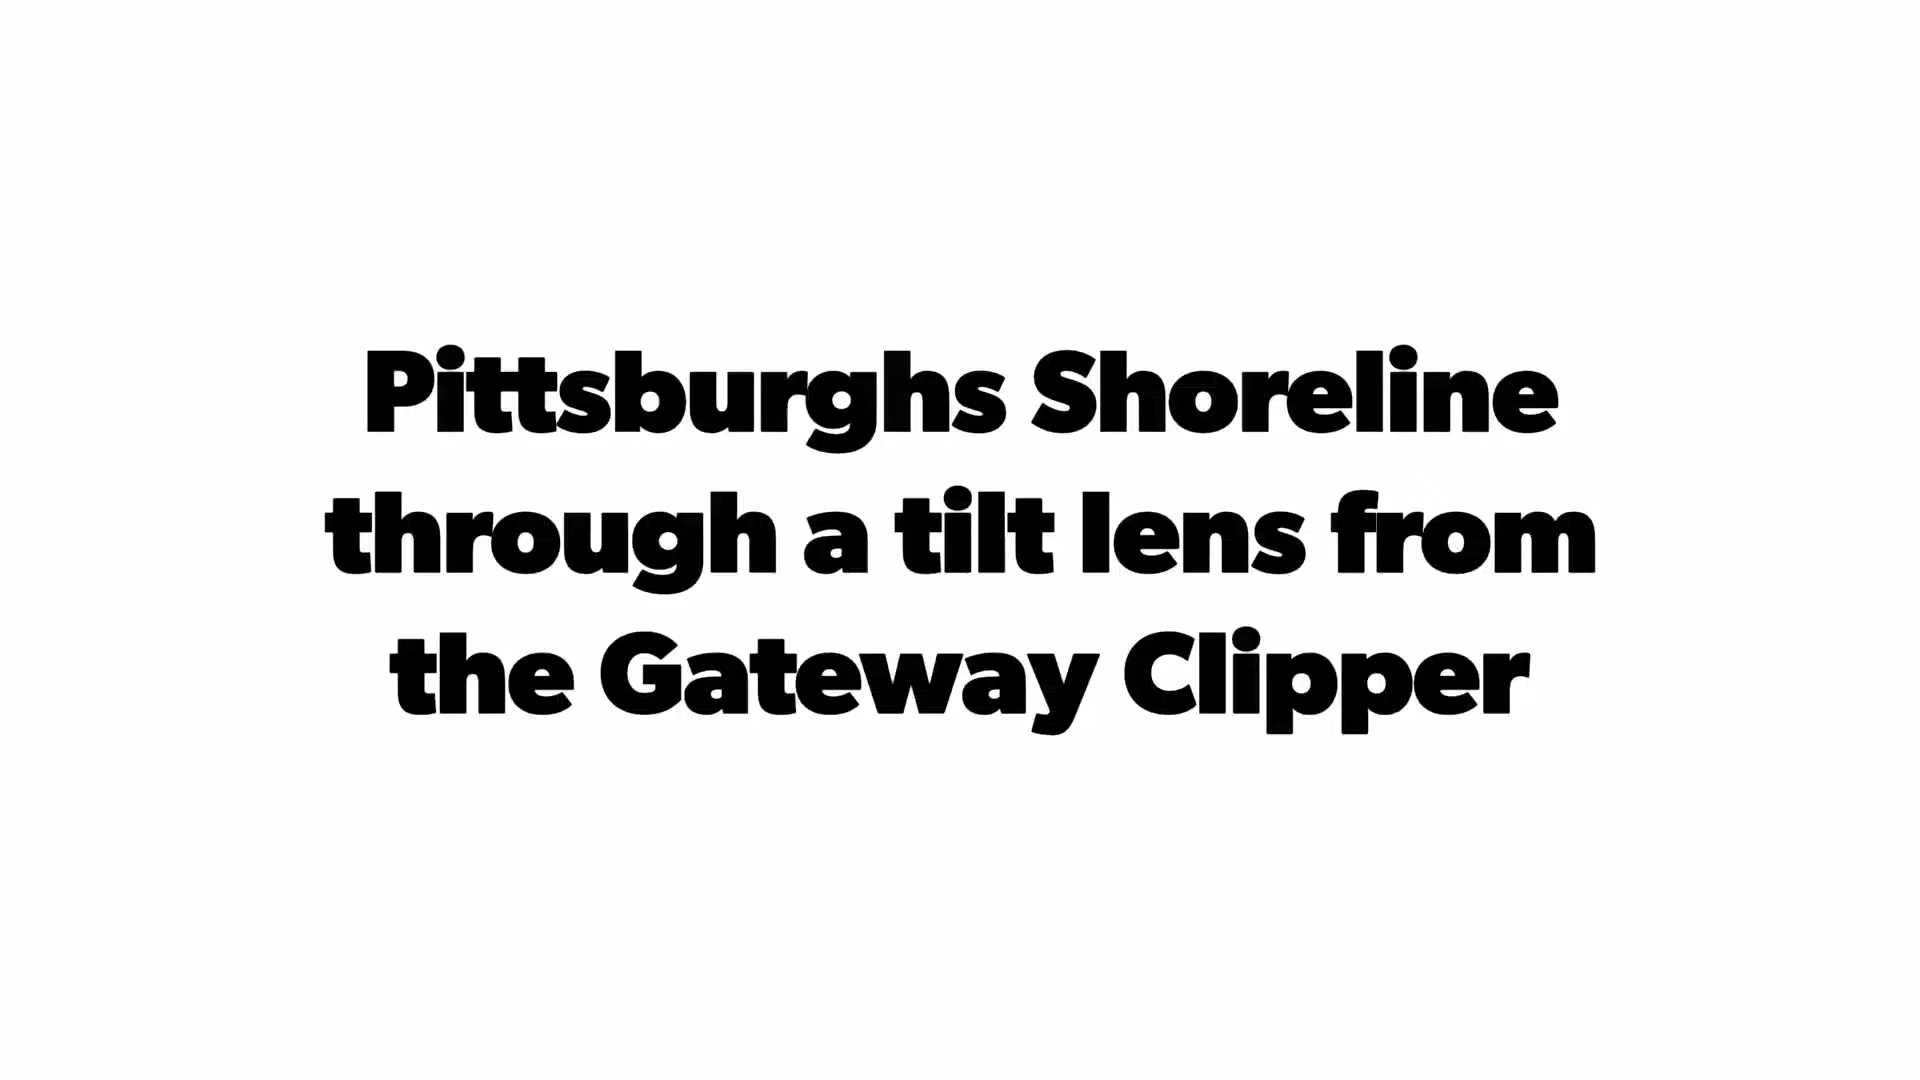 Pittsburghs Shoreline
through a tilt lens from
the Gateway Clipper